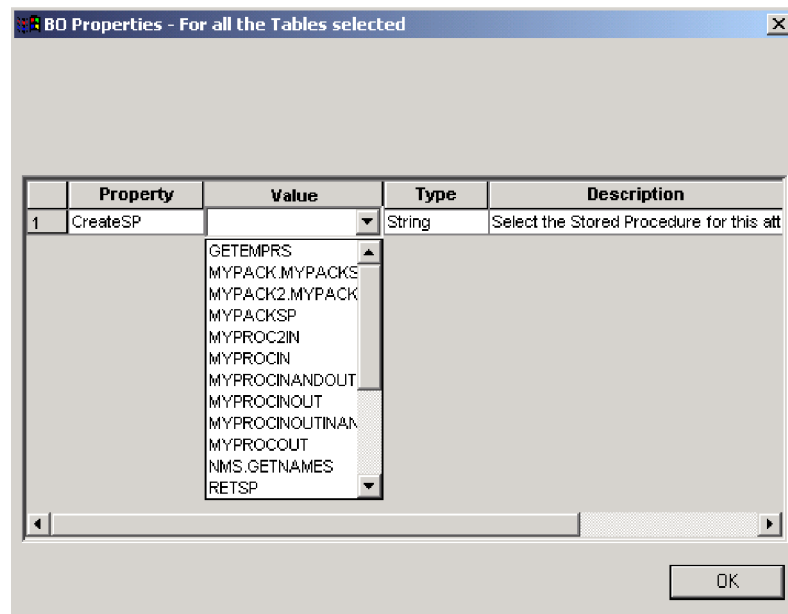 BO Properties - For all the Tables selected
Property Value Type Description
1 CreateSP String Select the Stored Procedure for this att
GETEMPRS
MYPACK.MYPACKS
MYPACK2.MYPACK
MYPACKSP
MYPROC2IN
MYPROCIN
MYPROCINANDOUT
MYPROCINOUT
MYPROCINOUTINAN
MYPROCOUT
NMS.GETNAMES
RETSP
OK